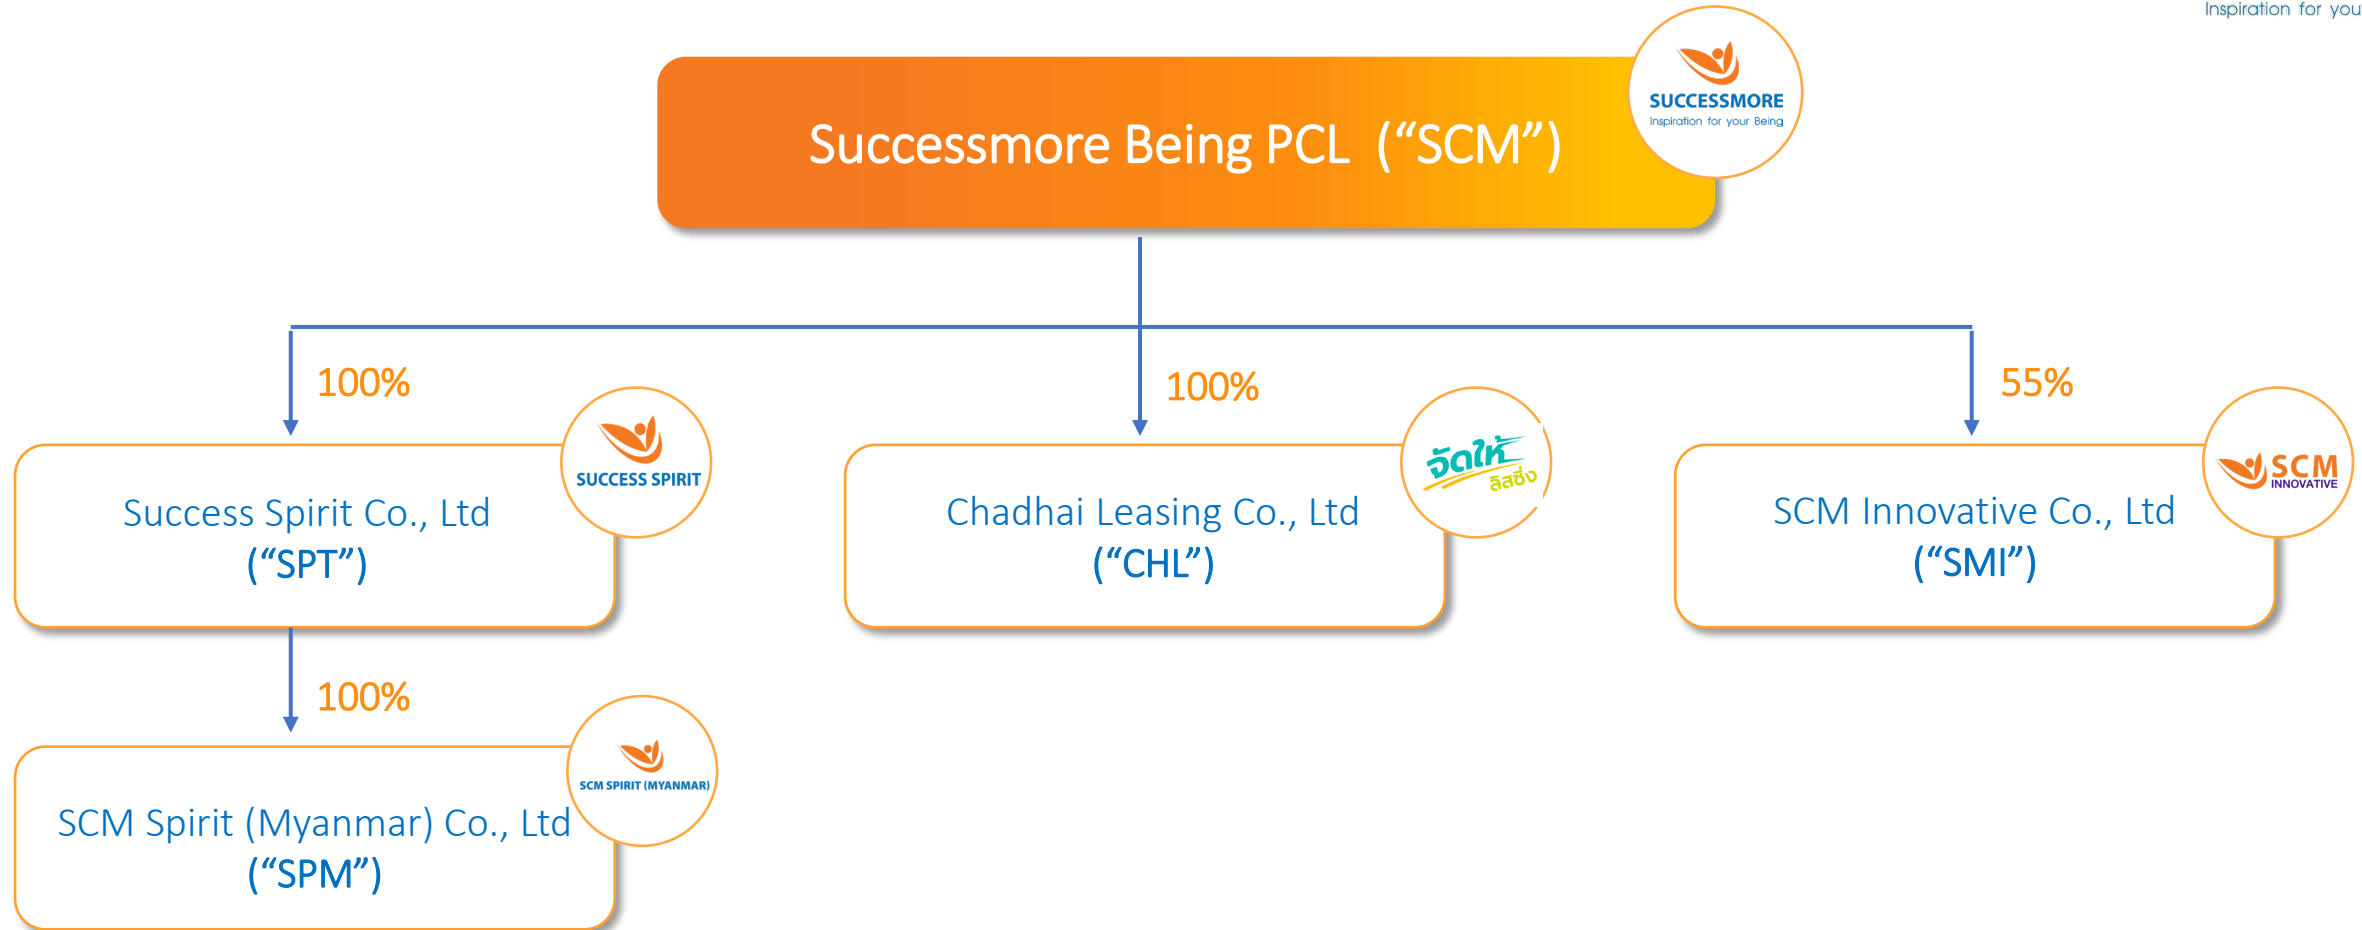 Inspiration for you
SUCCESSMORE
Inspiration for your Being
Successmore Being PCL (“SCM”)
100%
100%
55%
SUCCESS SPIRIT
จัดให้
ลิสซิ่ง
SCM
INNOVATIVE
Success Spirit Co., Ltd
(“SPT”)
Chadhai Leasing Co., Ltd
(“CHL”)
SCM Innovative Co., Ltd
(“SMI”)
100%
SCM SPIRIT (MYANMAR)
SCM Spirit (Myanmar) Co., Ltd
(“SPM”)